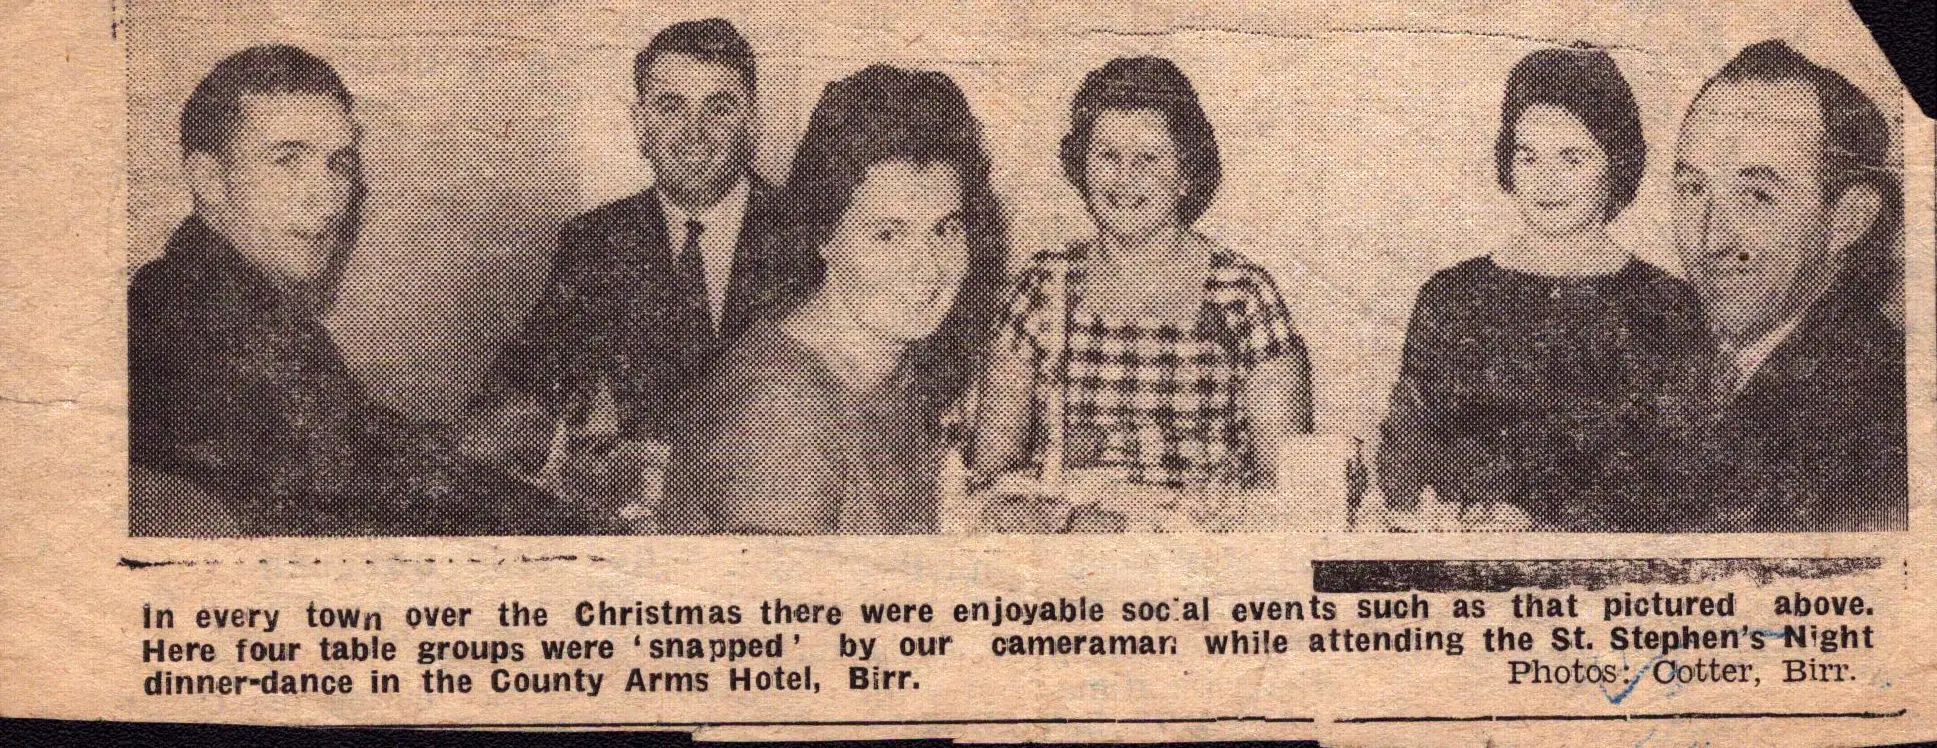 In every town over the Christmas there were enjoyable social events such as that pictured above.
Here four table groups were ‘snapped’ by our cameraman while attending the St. Stephen's Night
dinner-dance in the County Arms Hotel, Birr.
Photos: Cotter, Birr.